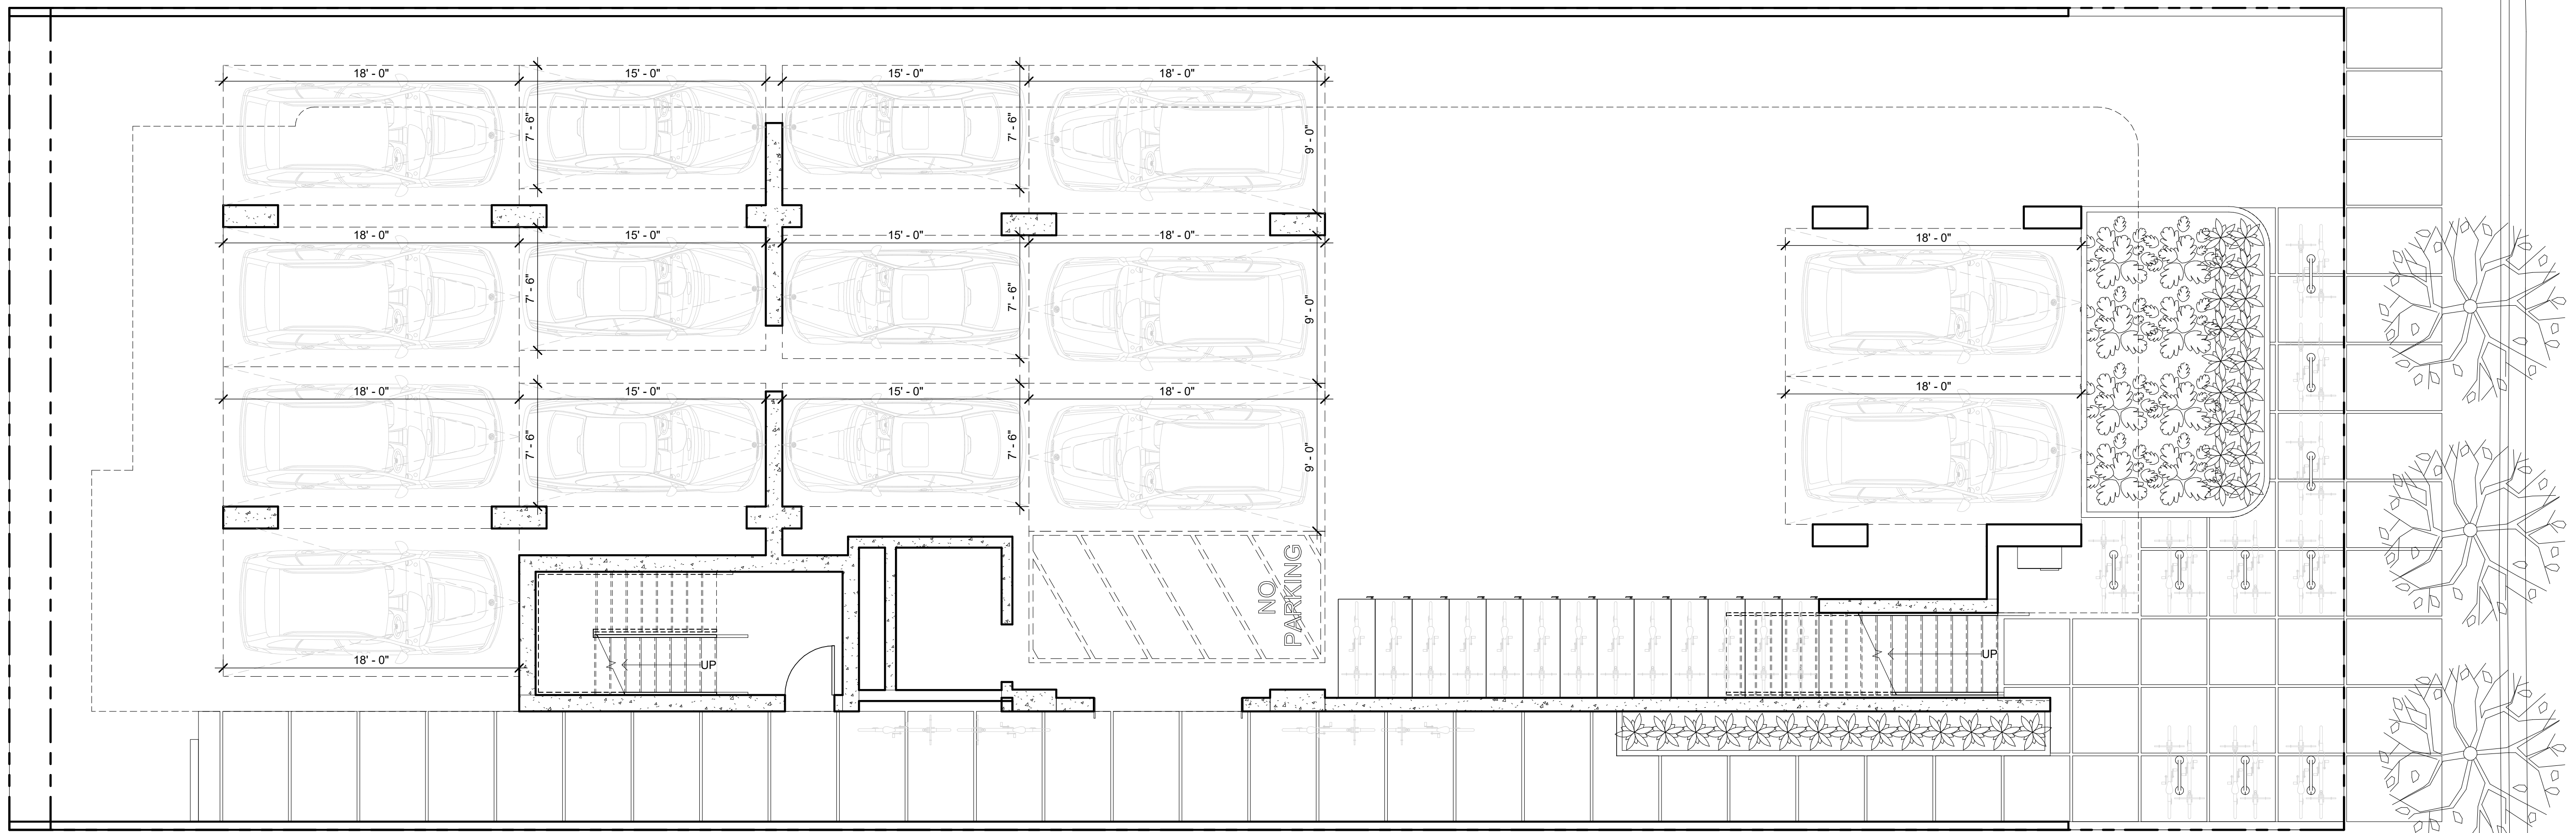 18' - 0"
15' - 0"
15' - 0"
18' - 0"
7' - 6"
7' - 6"
9' - 0"
18' - 0"
15' - 0"
15' - 0"
18' - 0"
18' - 0"
7' - 6"
7' - 6"
9' - 0"
18' - 0"
15' - 0"
15' - 0"
18' - 0"
18' - 0"
7' - 6"
7' - 6"
9' - 0"
NO
PARKING
18' - 0"
UP
UP